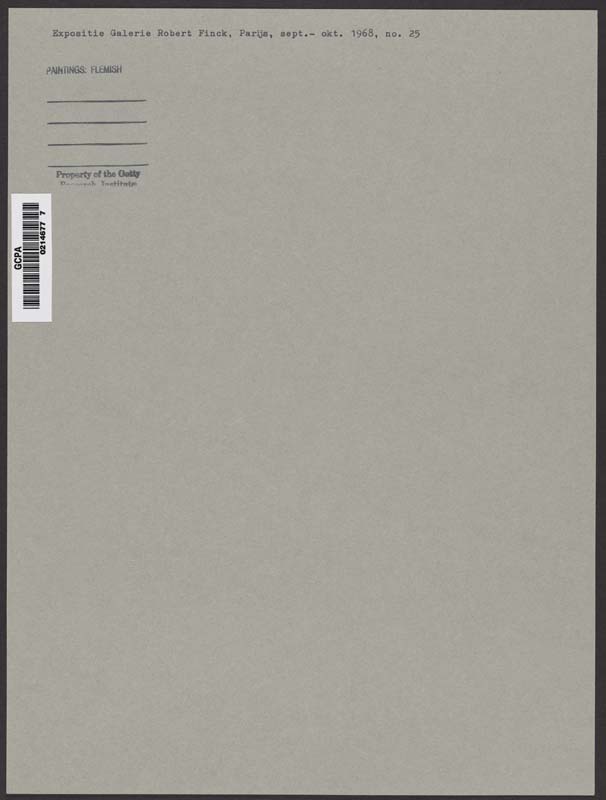 Expositie Galerie Robert Finck, Parijs, sept.- okt. 1968, no. 25
PAINTINGS: FLEMISH
Property of the Getty
Research Institute
GCPA
0214677 7